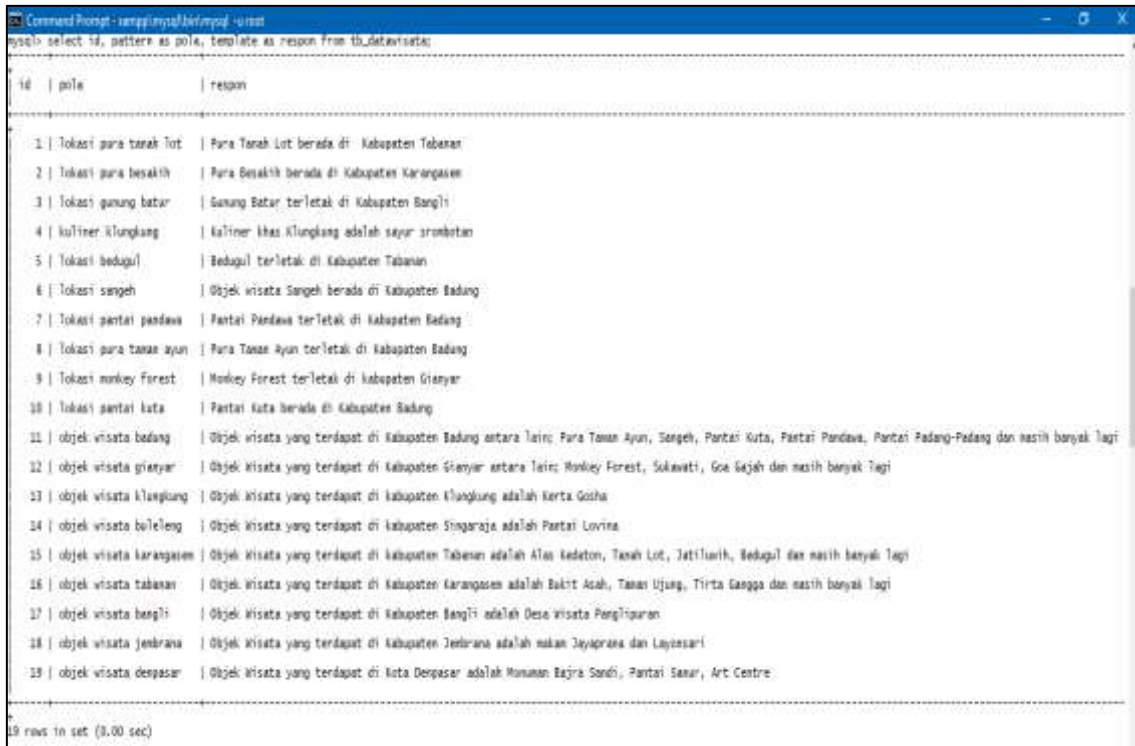 Command Prompt - xampp\mysql\bin\mysql -u root
mysql> select id, pattern as pola, template as respon from tb_datawisata;
| id | pola | respon
1 | lokasi pura tanah lot | Pura Tanah Lot berada di Kabupaten Tabanan
2 | lokasi pura besakih | Pura Besakih berada di Kabupaten Karangasem
3 | lokasi gunung batur | Gunung Batur terletak di Kabupaten Bangli
4 | kuliner klungkung | Kuliner khas Klungkung adalah sayur srombotan
5 | lokasi bedugul | Bedugul terletak di Kabupaten Tabanan
6 | lokasi sangeh | Objek wisata Sangeh berada di Kabupaten Badung
7 | lokasi pantai pandawa | Pantai Pandawa terletak di Kabupaten Badung
8 | lokasi pura taman ayun | Pura Taman Ayun terletak di Kabupaten Badung
9 | lokasi monkey forest | Monkey Forest terletak di kabupaten Gianyar
10 | lokasi pantai kuta | Pantai Kuta berada di Kabupaten Badung
11 | objek wisata badung | Objek wisata yang terdapat di Kabupaten Badung antara lain; Pura Taman Ayun, Sangeh, Pantai Kuta, Pantai Pandawa, Pantai Padang-Padang dan masih banyak lagi
12 | objek wisata gianyar | Objek Wisata yang terdapat di Kabupaten Gianyar antara lain; Monkey Forest, Sukawati, Goa Gajah dan masih banyak lagi
13 | objek wisata klungkung | Objek Wisata yang terdapat di kabupaten Klungkung adalah Kerta Gosha
14 | objek wisata buleleng | Objek Wisata yang terdapat di kabupaten Singaraja adalah Pantai Lovina
15 | objek wisata karangasem | Objek Wisata yang terdapat di kabupaten Tabanan adalah Alas Kedaton, Tanah Lot, Jatiluwih, Bedugul dan masih banyak lagi
16 | objek wisata tabanan | Objek Wisata yang terdapat di Kabupaten Karangasem adalah Bukit Asah, Taman Ujung, Tirta Gangga dan masih banyak lagi
17 | objek wisata bangli | Objek Wisata yang terdapat di Kabupaten Bangli adalah Desa Wisata Panglipuran
18 | objek wisata jembrana | Objek Wisata yang terdapat di Kabupaten Jembrana adalah makam Jayaprana dan Layonsari
19 | objek wisata denpasar | Objek Wisata yang terdapat di Kota Denpasar adalah Monuman Bajra Sandi, Pantai Sanur, Art Centre
19 rows in set (0.00 sec)